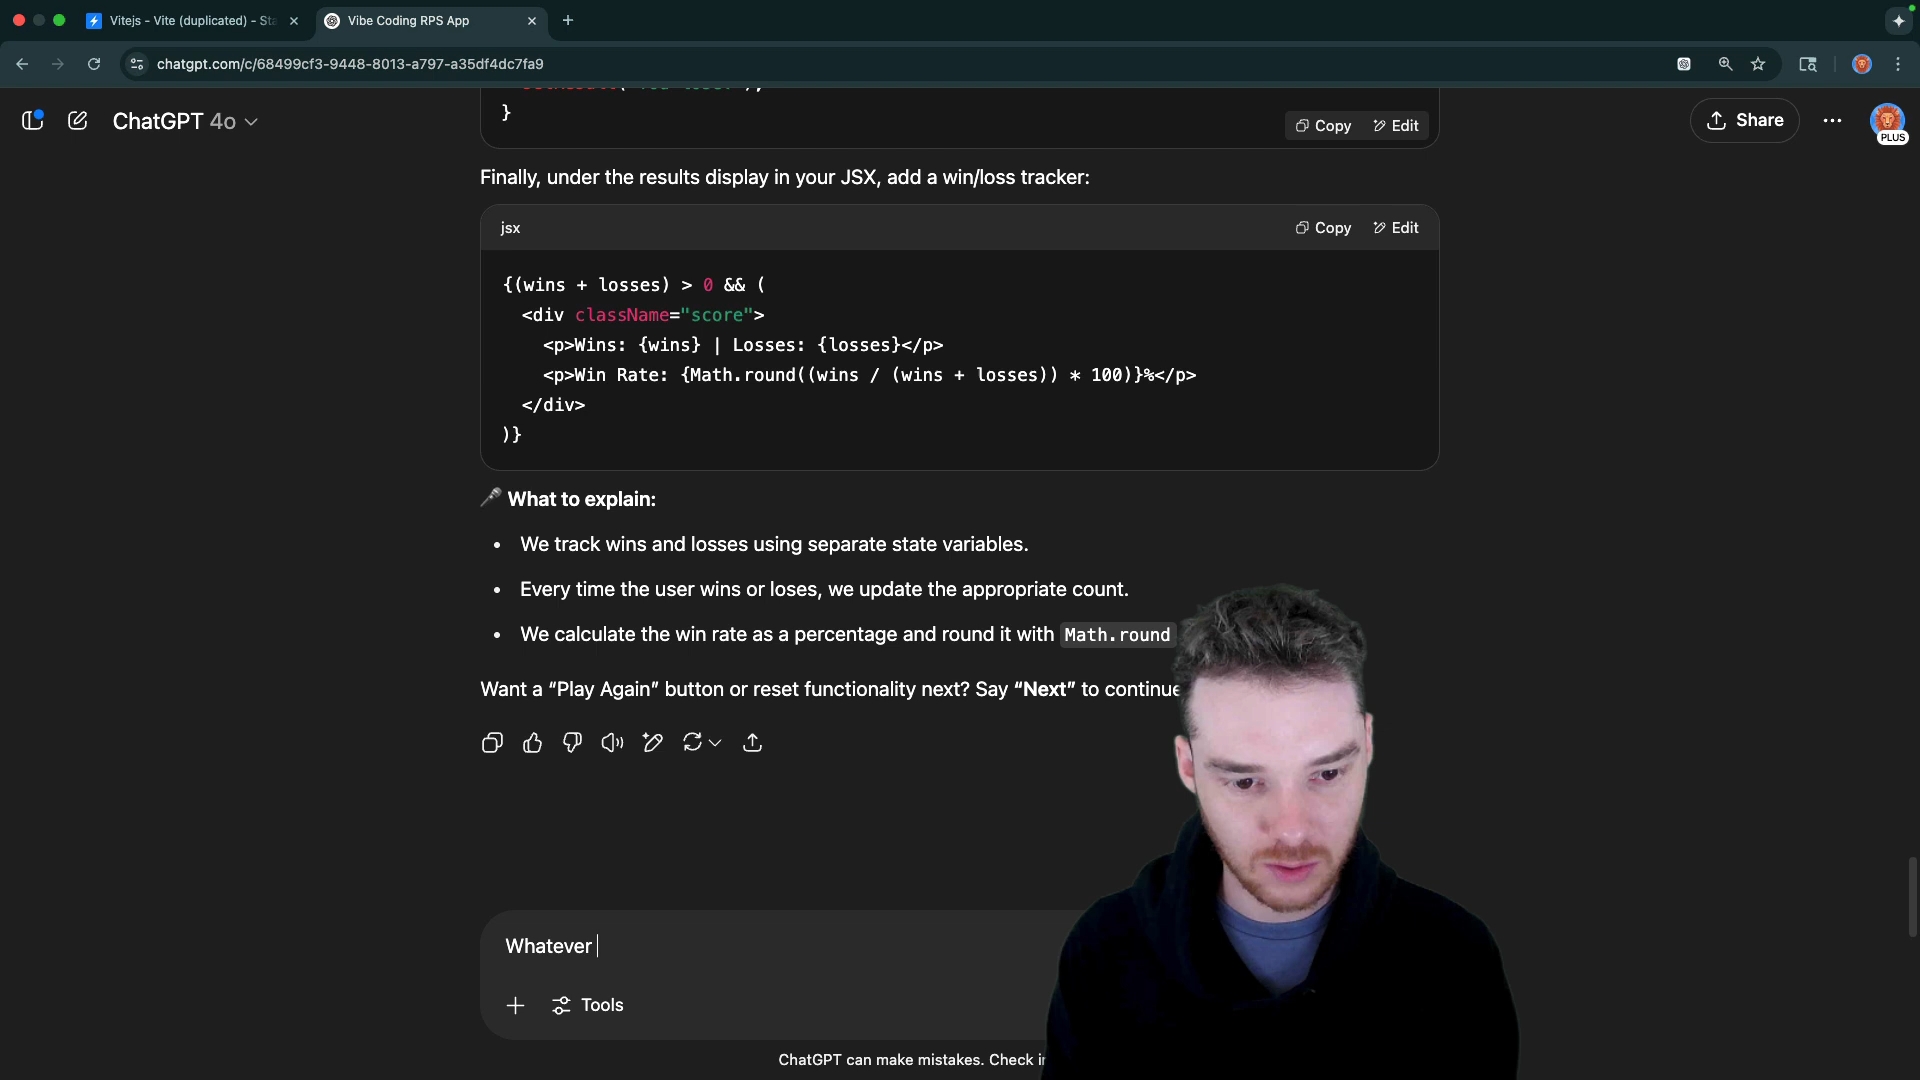 Vitejs - Vite (duplicated) - Sta
Vibe Coding RPS App
chatgpt.com/c/68499cf3-9448-8013-a797-a35df4dc7fa9
ChatGPT 4o
Share
PLUS
}
Copy
Edit
Finally, under the results display in your JSX, add a win/loss tracker:
jsx
Copy
Edit
{(wins + losses) > 0 && (
<div className="score">
<p>Wins: {wins} | Losses: {losses}</p>
<p>Win Rate: {Math.round((wins / (wins + losses)) * 100)}%</p>
</div>
)}
🎤 What to explain:
• We track wins and losses using separate state variables.
• Every time the user wins or loses, we update the appropriate count.
• We calculate the win rate as a percentage and round it with Math.round
Want a “Play Again” button or reset functionality next? Say “Next” to continue
Whatever
Tools
ChatGPT can make mistakes. Check